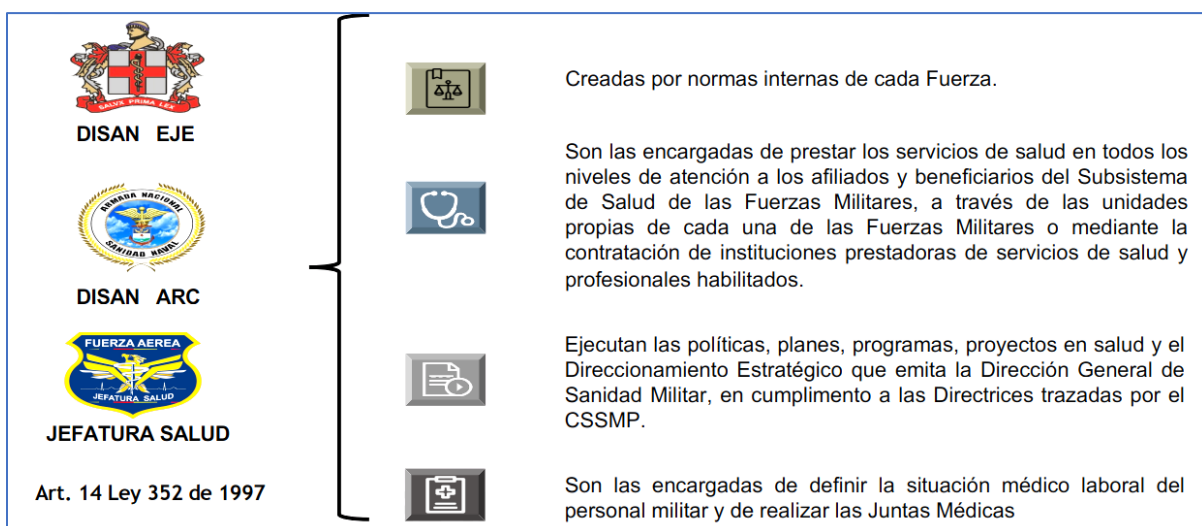 SALVX PRIMA LEX
DISAN EJE
ARMADA NACIONAL
SANIDAD NAVAL
DISAN ARC
FUERZA AEREA
JEFATURA SALUD
JEFATURA SALUD
Art. 14 Ley 352 de 1997
Creadas por normas internas de cada Fuerza.
Son las encargadas de prestar los servicios de salud en todos los
niveles de atención a los afiliados y beneficiarios del Subsistema
de Salud de las Fuerzas Militares, a través de las unidades
propias de cada una de las Fuerzas Militares o mediante la
contratación de instituciones prestadoras de servicios de salud y
profesionales habilitados.
Ejecutan las políticas, planes, programas, proyectos en salud y el
Direccionamiento Estratégico que emita la Dirección General de
Sanidad Militar, en cumplimento a las Directrices trazadas por el
CSSMP.
Son las encargadas de definir la situación médico laboral del
personal militar y de realizar las Juntas Médicas